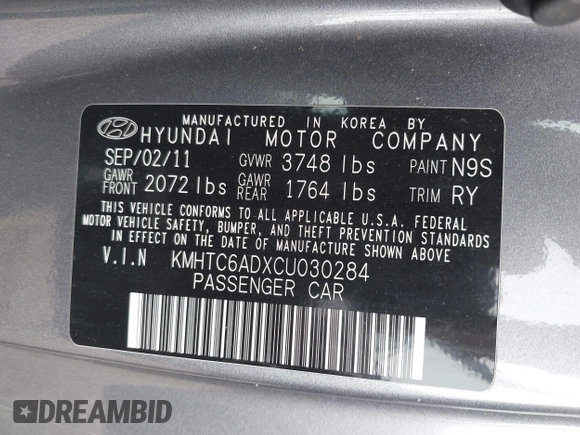 MANUFACTURED IN KOREA BY
HYUNDAI MOTOR COMPANY
SEP/02/11 GVWR 3748 lbs PAINT N9S
GAWR FRONT 2072 lbs GAWR REAR 1764 lbs TRIM RY
THIS VEHICLE CONFORMS TO ALL APPLICABLE U.S.A. FEDERAL
MOTOR VEHICLE SAFETY, BUMPER, AND THEFT PREVENTION STANDARDS
IN EFFECT ON THE DATE OF MANUFACTURE SHOWN ABOVE
V.I.N KMHTC6ADXCU030284
PASSENGER CAR
DREAMBID